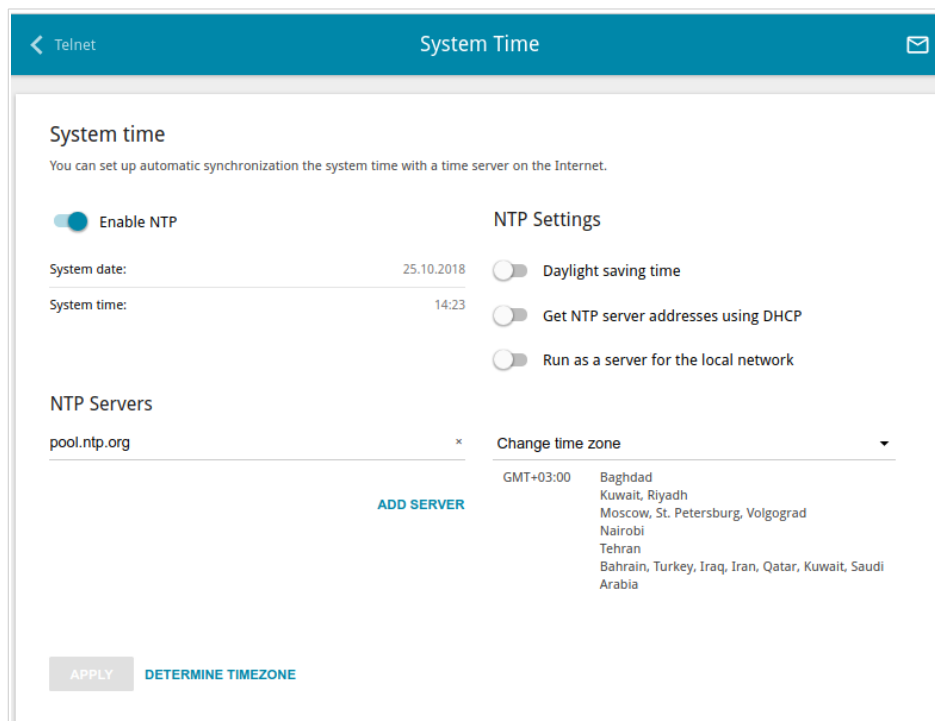 Telnet
System Time
System time
You can set up automatic synchronization the system time with a time server on the Internet.
Enable NTP
System date: 25.10.2018
System time: 14:23
NTP Settings
Daylight saving time
Get NTP server addresses using DHCP
Run as a server for the local network
NTP Servers
pool.ntp.org ×
ADD SERVER
Change time zone
GMT+03:00 Baghdad
Kuwait, Riyadh
Moscow, St. Petersburg, Volgograd
Nairobi
Tehran
Bahrain, Turkey, Iraq, Iran, Qatar, Kuwait, Saudi
Arabia
APPLY
DETERMINE TIMEZONE